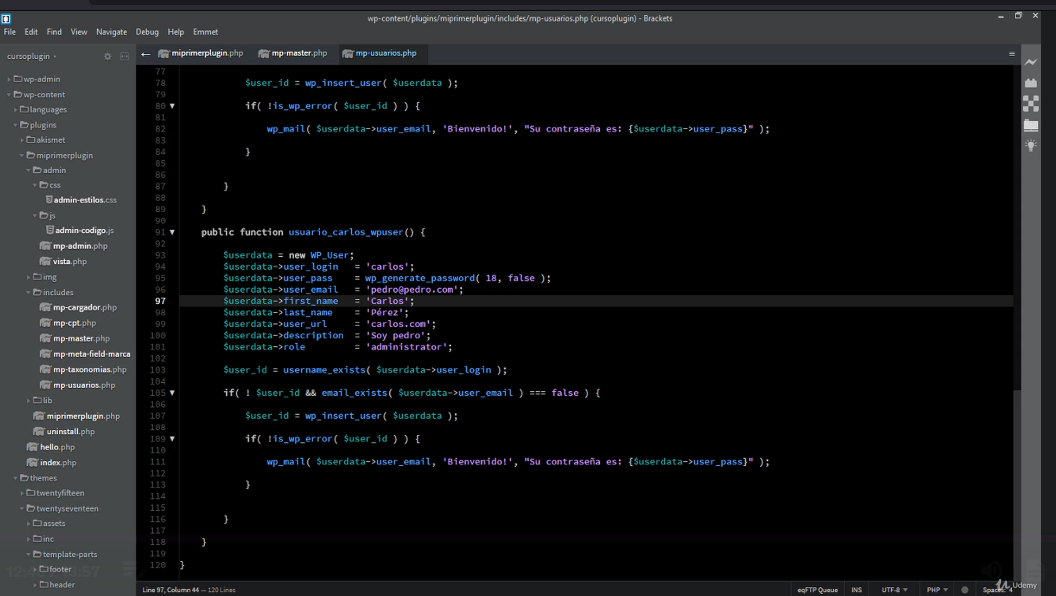 wp-content/plugins/miprimerplugin/includes/mp-usuarios.php (cursoplugin) - Brackets
File Edit Find View Navigate Debug Help Emmet
cursoplugin
wp-admin
wp-content
languages
plugins
akismet
miprimerplugin
admin
css
admin-estilos.css
js
admin-codigo.js
mp-admin.php
vista.php
img
includes
mp-cargador.php
mp-cpt.php
mp-master.php
mp-meta-field-marca
mp-taxonomias.php
mp-usuarios.php
lib
miprimerplugin.php
uninstall.php
hello.php
index.php
themes
twentyfifteen
twentyseventeen
assets
inc
template-parts
footer
header
miprimerplugin.php mp-master.php mp-usuarios.php
77
78 $user_id = wp_insert_user( $userdata );
79
80 if( !is_wp_error( $user_id ) ) {
81
82 wp_mail( $userdata->user_email, 'Bienvenido!', "Su contraseña es: {$userdata->user_pass}" );
83
84 }
85
86
87 }
88
89 }
90
91 public function usuario_carlos_wpuser() {
92
93 $userdata = new WP_User;
94 $userdata->user_login = 'carlos';
95 $userdata->user_pass = wp_generate_password( 18, false );
96 $userdata->user_email = 'pedro@pedro.com';
97 $userdata->first_name = 'Carlos';
98 $userdata->last_name = 'Pérez';
99 $userdata->user_url = 'carlos.com';
100 $userdata->description = 'Soy pedro';
101 $userdata->role = 'administrator';
102
103 $user_id = username_exists( $userdata->user_login );
104
105 if( ! $user_id && email_exists( $userdata->user_email ) === false ) {
106
107 $user_id = wp_insert_user( $userdata );
108
109 if( !is_wp_error( $user_id ) ) {
110
111 wp_mail( $userdata->user_email, 'Bienvenido!', "Su contraseña es: {$userdata->user_pass}" );
112
113 }
114
115
116 }
117
118 }
119
120 }
Line 97, Column 44 — 120 Lines
eqFTP Queue INS UTF-8 PHP Spaces: 4
Udemy